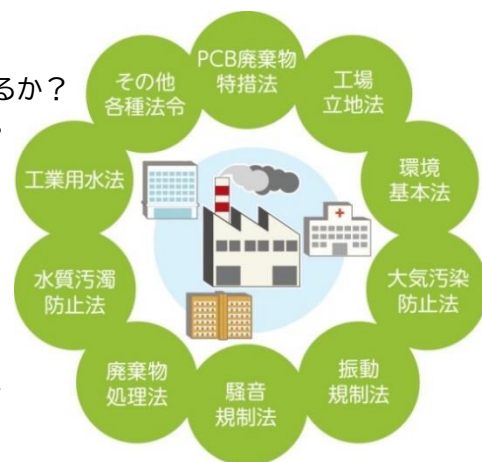 るか?
PCB廃棄物
特措法
工場
立地法
環境
基本法
大気汚染
防止法
振動
規制法
騒音
規制法
廃棄物
処理法
水質汚濁
防止法
工業用水法
その他
各種法令